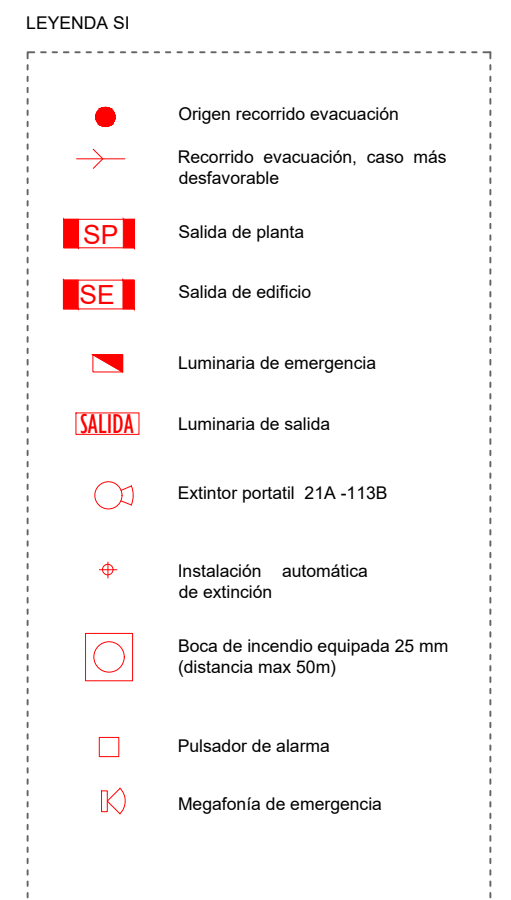 LEYENDA SI
Origen recorrido evacuación
Recorrido evacuación, caso más
desfavorable
SP
Salida de planta
SE
Salida de edificio
Luminaria de emergencia
SALIDA
Luminaria de salida
Extintor portatil 21A -113B
Instalación automática
de extinción
Boca de incendio equipada 25 mm
(distancia max 50m)
Pulsador de alarma
Megafonía de emergencia